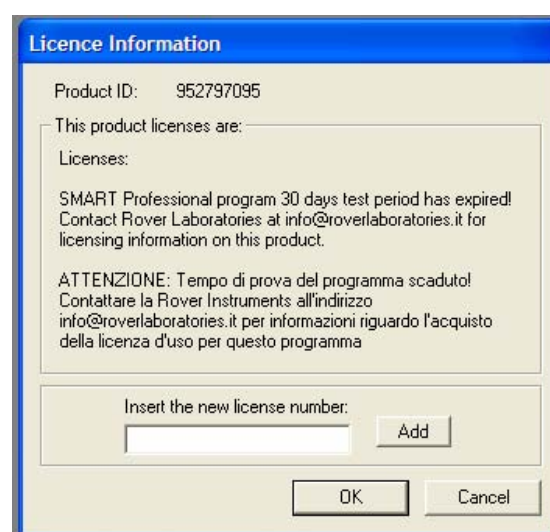 Licence Information
Product ID: 952797095
This product licenses are:
Licenses:
SMART Professional program 30 days test period has expired!
Contact Rover Laboratories at info@roverlaboratories.it for
licensing information on this product.
ATTENZIONE: Tempo di prova del programma scaduto!
Contattare la Rover Instruments all'indirizzo
info@roverlaboratories.it per informazioni riguardo l'acquisto
della licenza d'uso per questo programma
Insert the new license number:
Add
OK Cancel